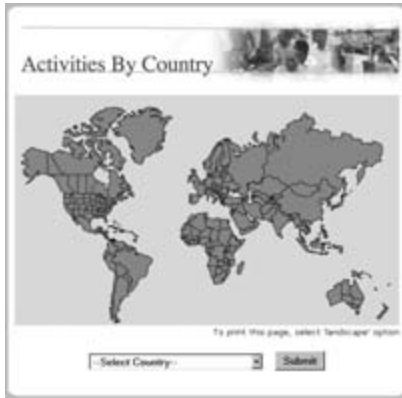 Activities By Country
To print this page, select 'landscape' option
--Select Country--
Submit